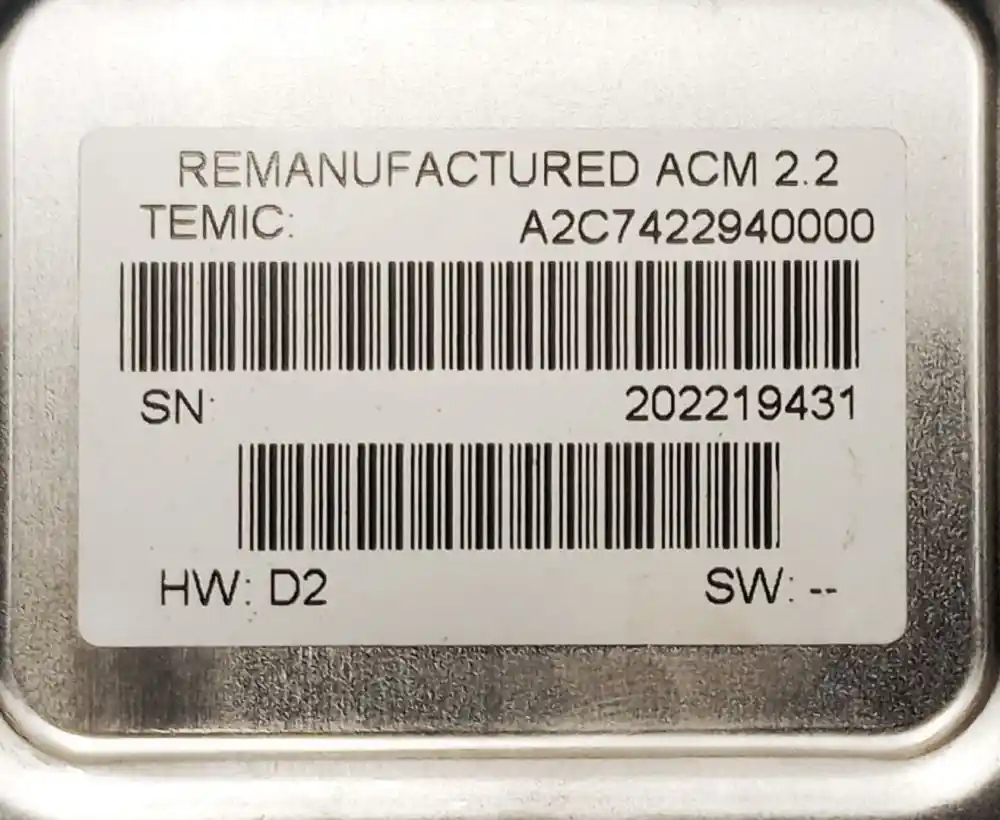 REMANUFACTURED ACM 2.2
TEMIC: A2C7422940000
SN: 202219431
HW: D2 SW: --